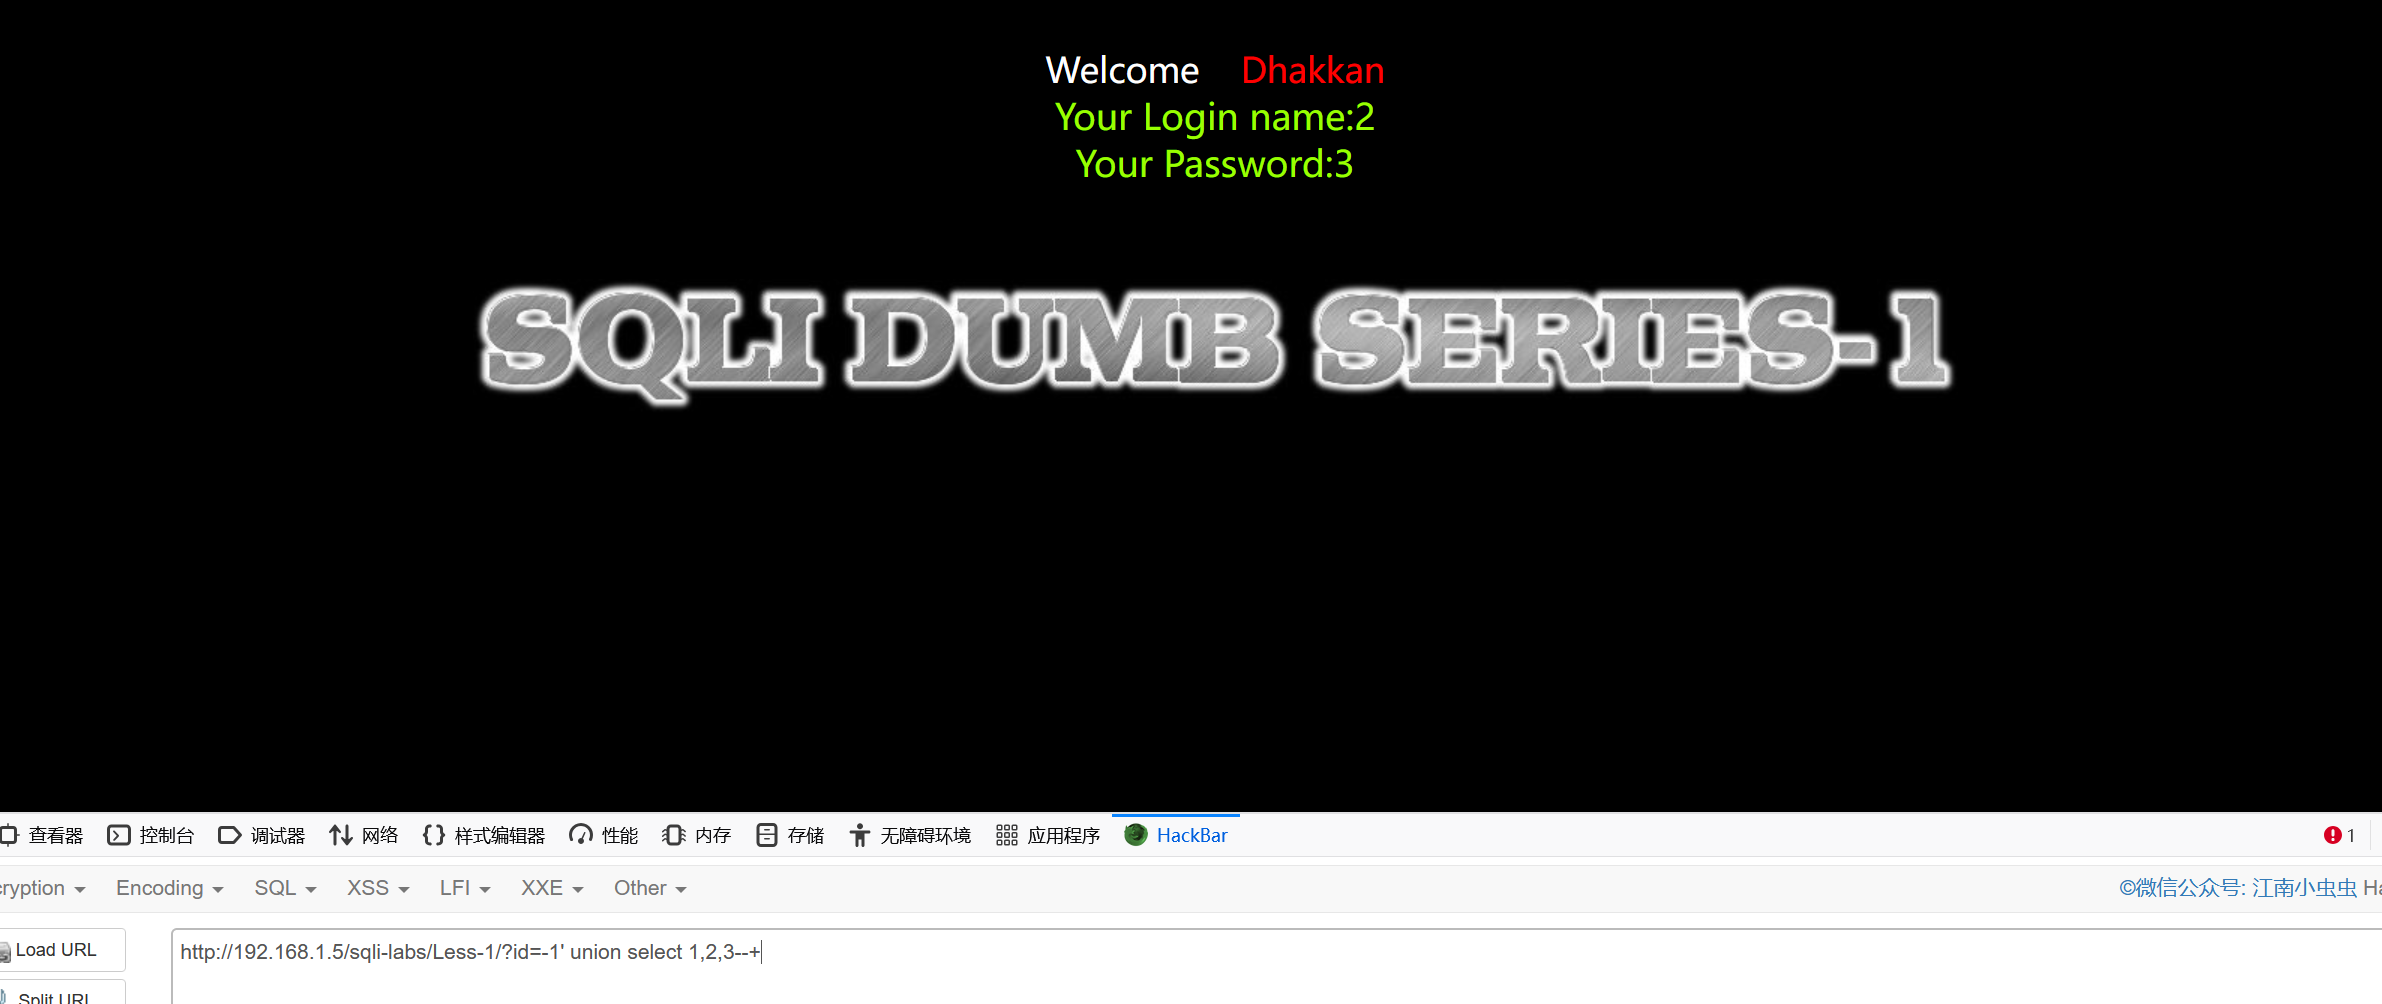 Welcome Dhakkan
Your Login name:2
Your Password:3
SQLI DUMB SERIES-1
查看器 控制台 调试器 网络 样式编辑器 性能 内存 存储 无障碍环境 应用程序 HackBar 1
cryption Encoding SQL XSS LFI XXE Other ©微信公众号: 江南小虫虫 Ha
Load URL http://192.168.1.5/sqli-labs/Less-1/?id=-1' union select 1,2,3--+
Split URL